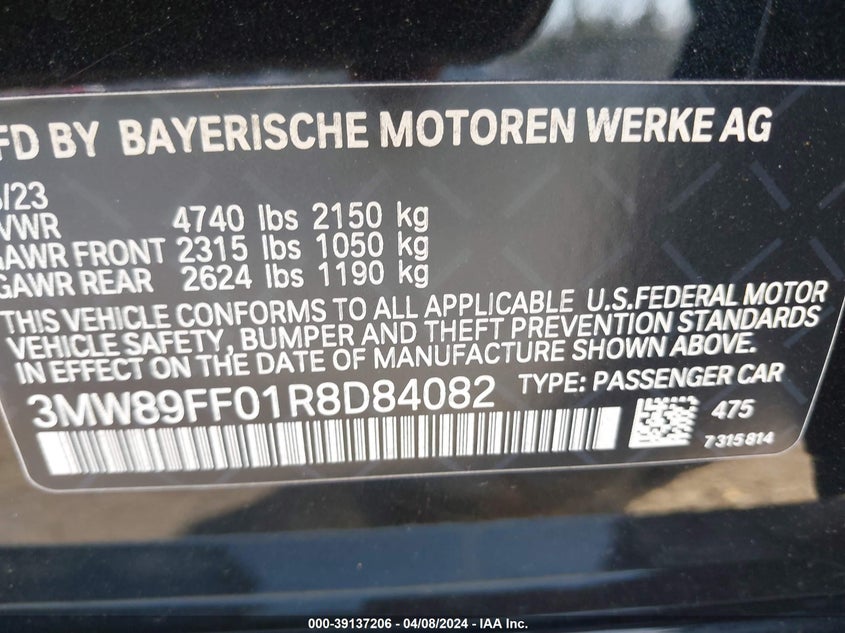 FD BY BAYERISCHE MOTOREN WERKE AG
/23
VWR 4740 lbs 2150 kg
GAWR FRONT 2315 lbs 1050 kg
GAWR REAR 2624 lbs 1190 kg
THIS VEHICLE CONFORMS TO ALL APPLICABLE U.S.FEDERAL MOTOR
VEHICLE SAFETY, BUMPER AND THEFT PREVENTION STANDARDS
IN EFFECT ON THE DATE OF MANUFACTURE SHOWN ABOVE.
3MW89FF01R8D84082 TYPE: PASSENGER CAR
475
7315814
000-39137206 - 04/08/2024 - IAA Inc.